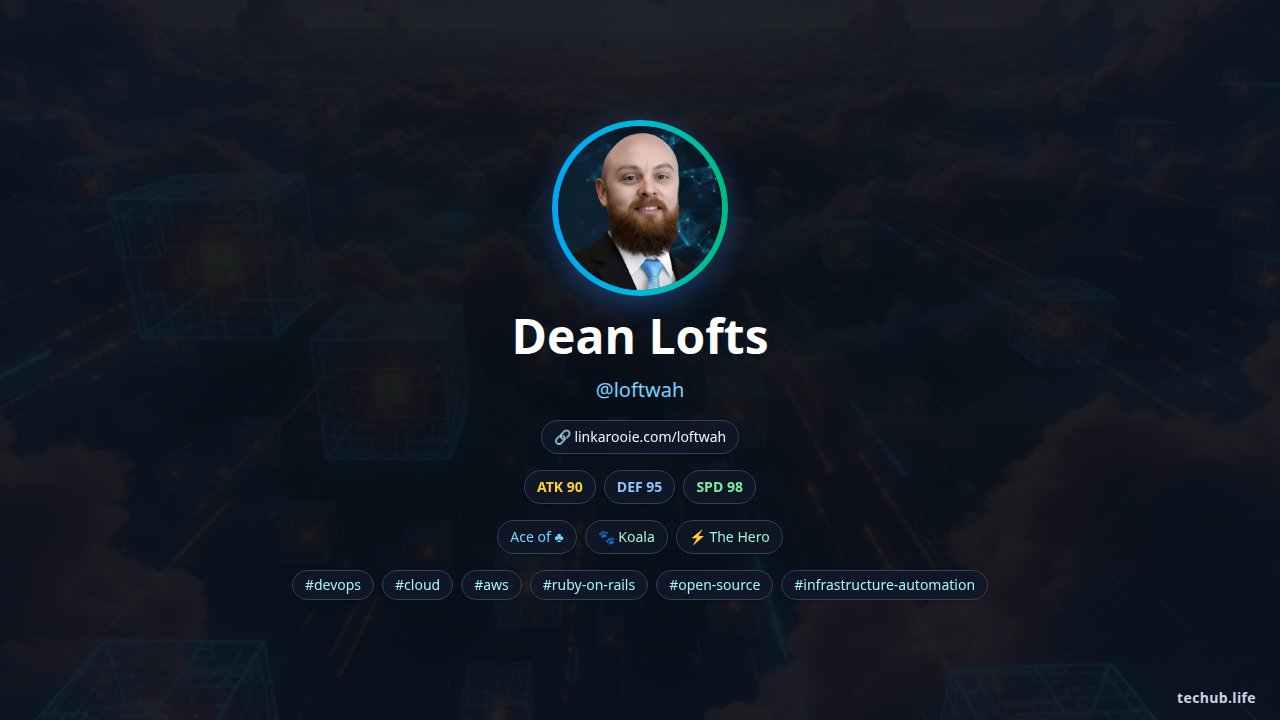 Dean Lofts
@loftwah
🔗 linkarooie.com/loftwah
ATK 90 DEF 95 SPD 98
Ace of ♣ 🐾 Koala ⚡ The Hero
#devops #cloud #aws #ruby-on-rails #open-source #infrastructure-automation
techub.life